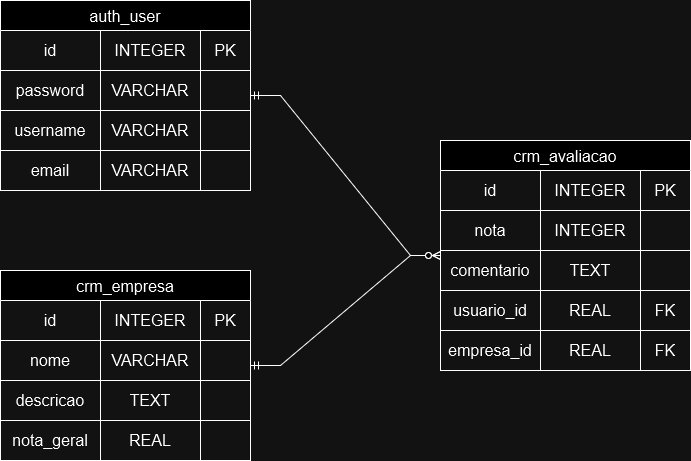 auth_user
id INTEGER PK
password VARCHAR
username VARCHAR
email VARCHAR
crm_empresa
id INTEGER PK
nome VARCHAR
descricao TEXT
nota_geral REAL
crm_avaliacao
id INTEGER PK
nota INTEGER
comentario TEXT
usuario_id REAL FK
empresa_id REAL FK